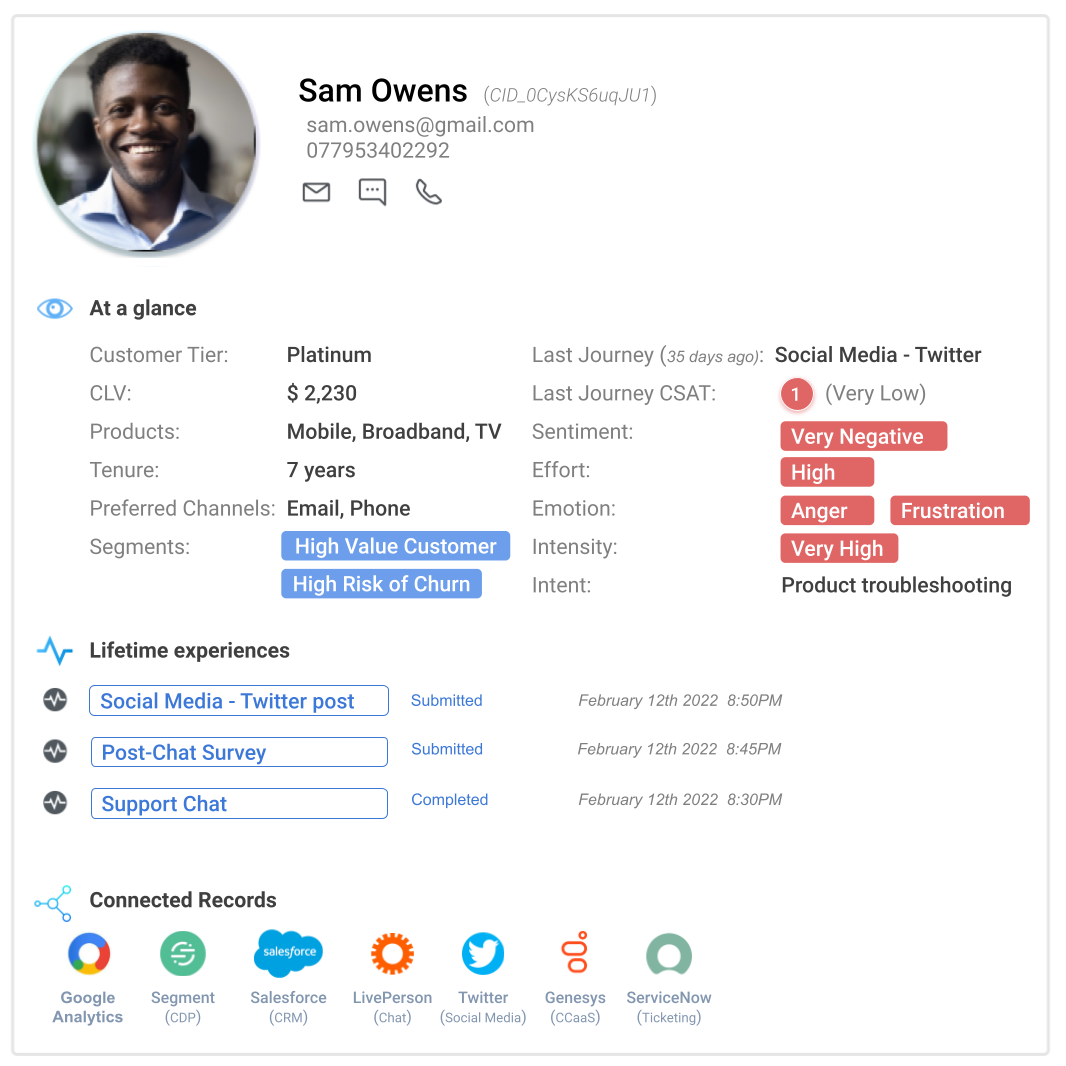 Sam Owens (CID_0CysKS6uqJU1)
sam.owens@gmail.com
077953402292
At a glance
Customer Tier: Platinum
CLV: $ 2,230
Products: Mobile, Broadband, TV
Tenure: 7 years
Preferred Channels: Email, Phone
Segments: High Value Customer
High Risk of Churn
Last Journey (35 days ago): Social Media - Twitter
Last Journey CSAT: 1 (Very Low)
Sentiment: Very Negative
Effort: High
Emotion: Anger Frustration
Intensity: Very High
Intent: Product troubleshooting
Lifetime experiences
Social Media - Twitter post Submitted February 12th 2022 8:50PM
Post-Chat Survey Submitted February 12th 2022 8:45PM
Support Chat Completed February 12th 2022 8:30PM
Connected Records
salesforce
Google Analytics
Segment (CDP)
Salesforce (CRM)
LivePerson (Chat)
Twitter (Social Media)
Genesys (CCaaS)
ServiceNow (Ticketing)